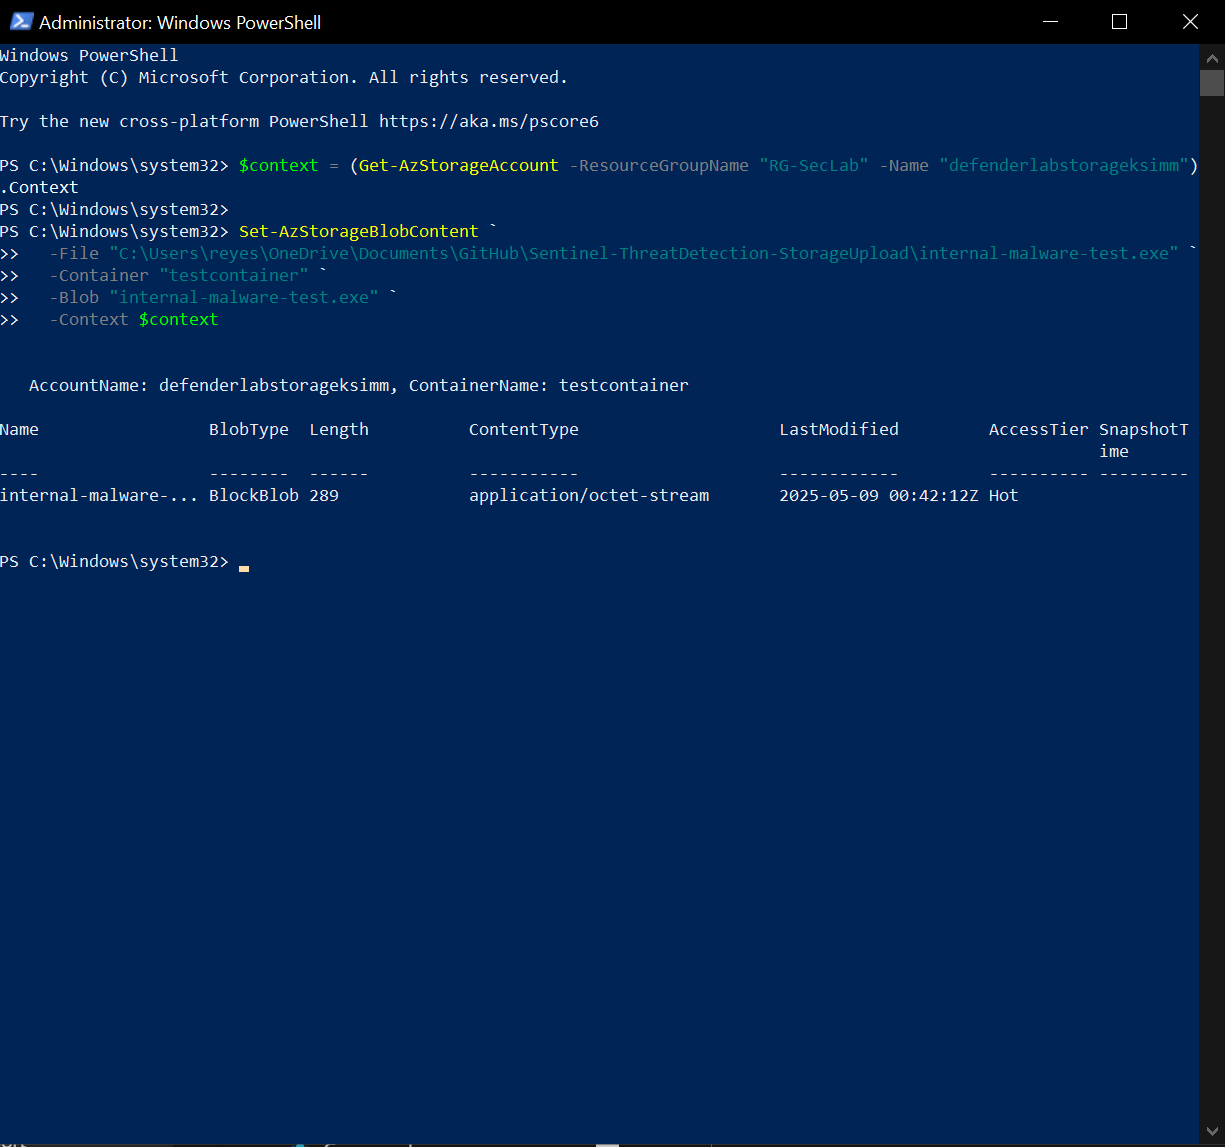 Administrator: Windows PowerShell
Windows PowerShell
Copyright (C) Microsoft Corporation. All rights reserved.
Try the new cross-platform PowerShell https://aka.ms/pscore6
PS C:\Windows\system32> $context = (Get-AzStorageAccount -ResourceGroupName "RG-SecLab" -Name "defenderlabstorageksimm")
.Context
PS C:\Windows\system32>
PS C:\Windows\system32> Set-AzStorageBlobContent `
>>   -File "C:\Users\reyes\OneDrive\Documents\GitHub\Sentinel-ThreatDetection-StorageUpload\internal-malware-test.exe" `
>>   -Container "testcontainer" `
>>   -Blob "internal-malware-test.exe" `
>>   -Context $context
AccountName: defenderlabstorageksimm, ContainerName: testcontainer
Name                 BlobType  Length          ContentType                    LastModified         AccessTier SnapshotT
ime
----                 --------  ------          -----------                    ------------         ---------- ---------
internal-malware-... BlockBlob 289             application/octet-stream       2025-05-09 00:42:12Z Hot
PS C:\Windows\system32>